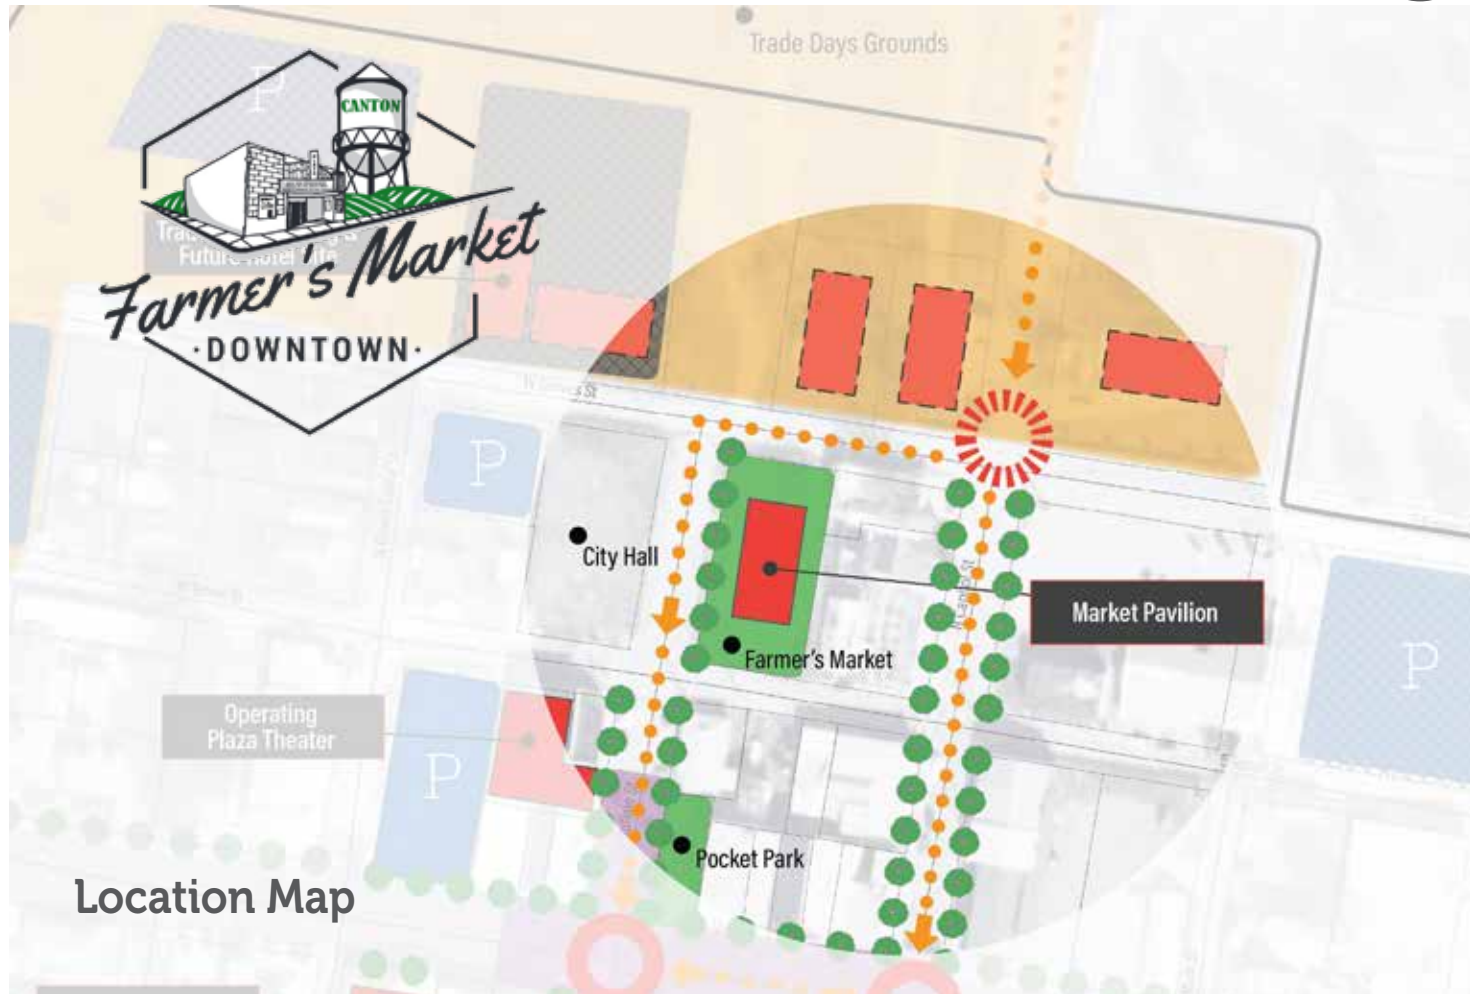 Trade Days Grounds
P
CANTON
Farmer's Market
·DOWNTOWN·
P
City Hall
Market Pavilion
Farmer's Market
P
Operating
Plaza Theater
P
Pocket Park
Location Map